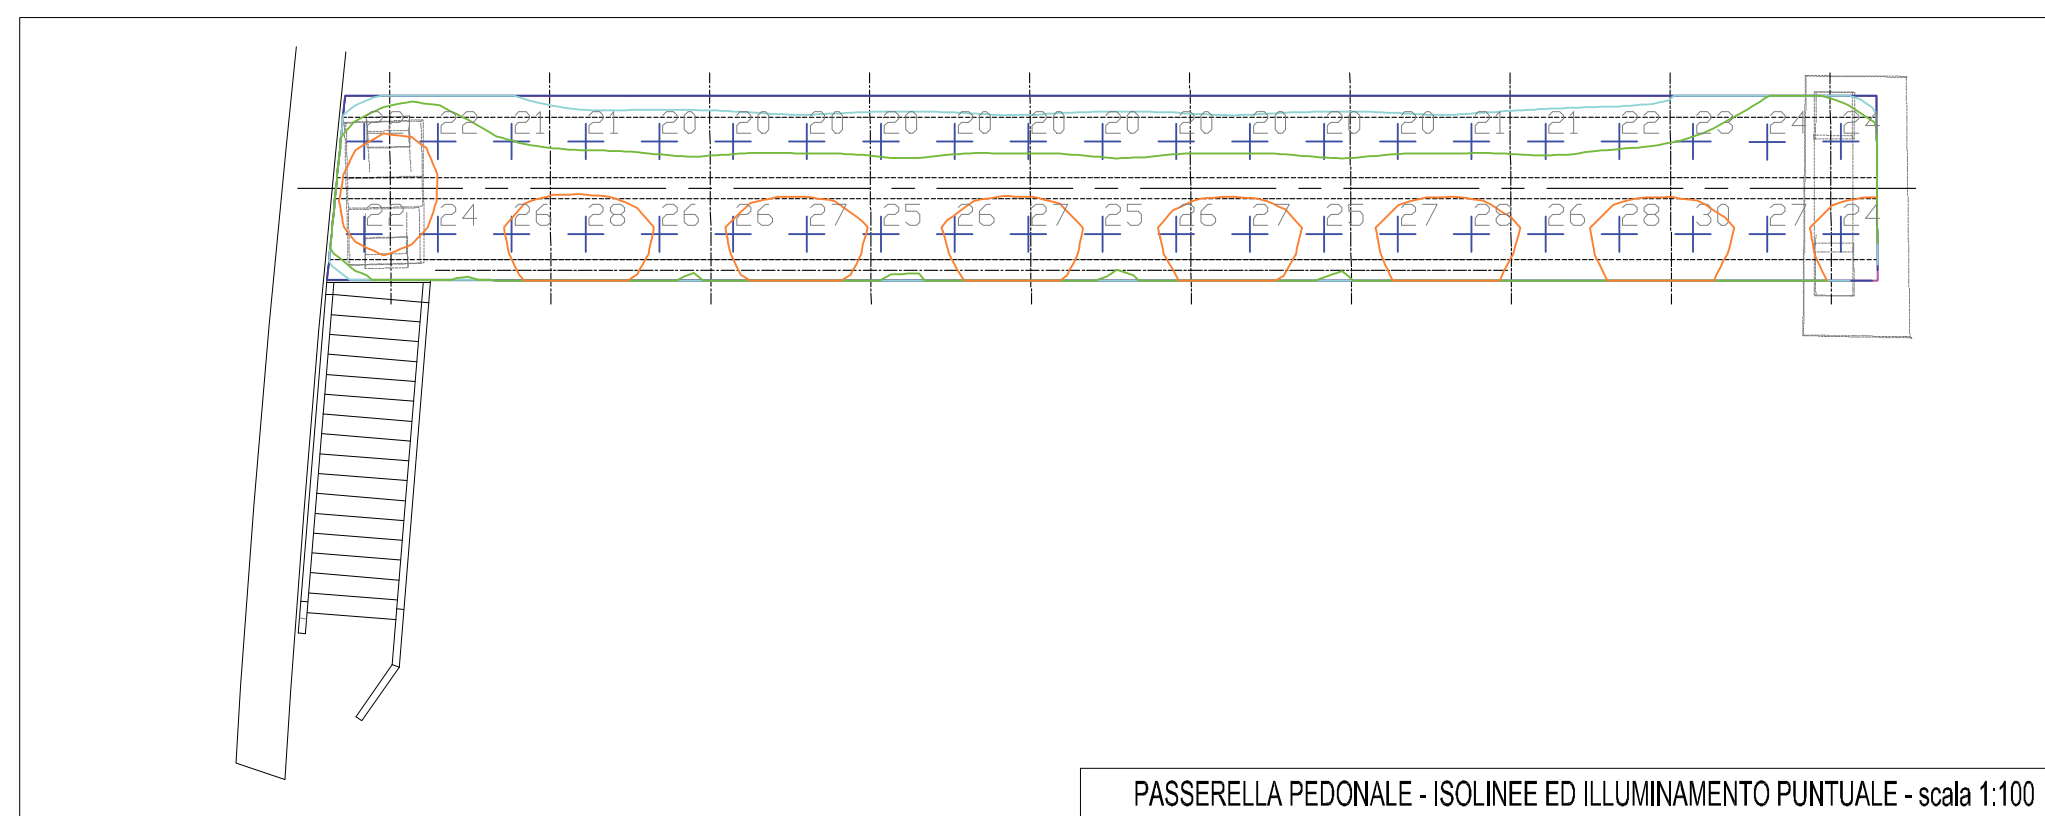 22 22 21 21 20 20 20 20 20 20 20 20 20 20 20 21 21 22 23 24 24
22 24 26 28 26 26 27 25 26 27 25 26 27 25 27 28 26 28 30 27 24
PASSERELLA PEDONALE - ISOLINEE ED ILLUMINAMENTO PUNTUALE - scala 1:100